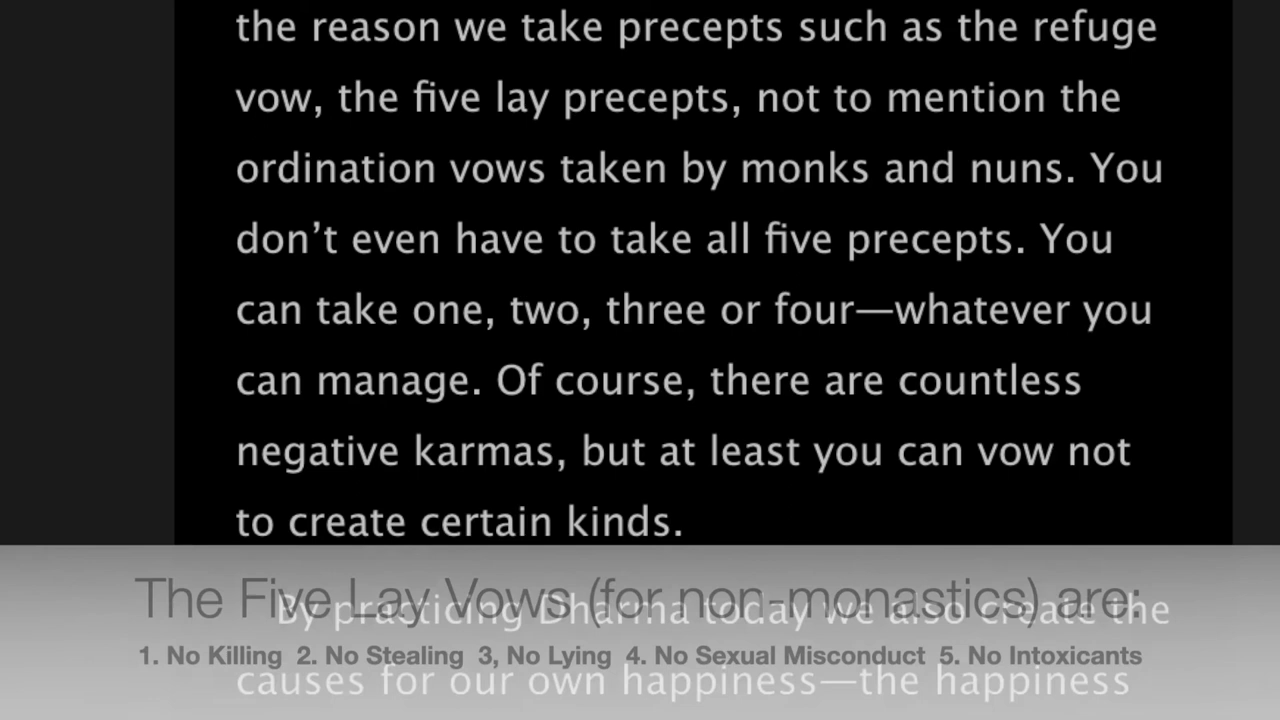 the reason we take precepts such as the refuge
vow, the five lay precepts, not to mention the
ordination vows taken by monks and nuns. You
don’t even have to take all five precepts. You
can take one, two, three or four—whatever you
can manage. Of course, there are countless
negative karmas, but at least you can vow not
to create certain kinds.
The Five Lay Vows (for non-monastics) are:
By practicing Dharma today we also create the
1. No Killing 2. No Stealing 3, No Lying 4. No Sexual Misconduct 5. No Intoxicants
causes for our own happiness—the happiness